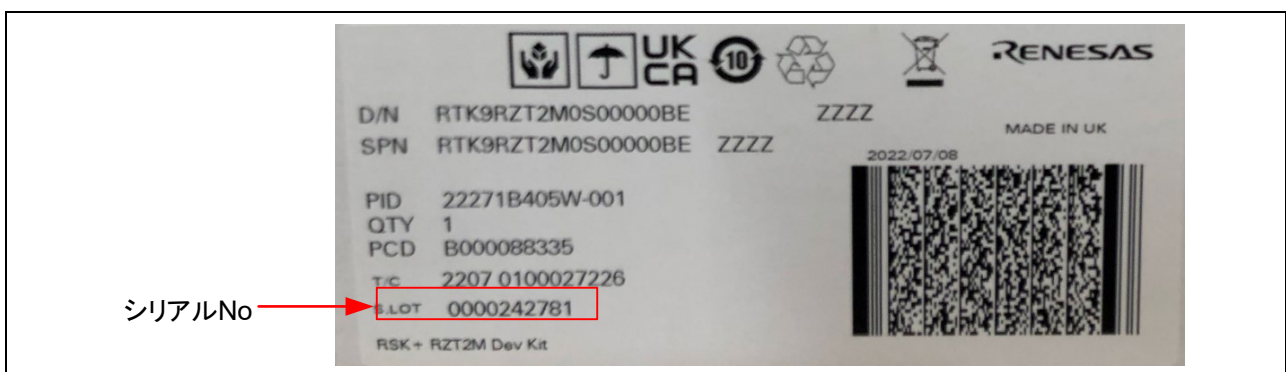 UK
CA
10
RENESAS
D/N RTK9RZT2M0S00000BE ZZZZ
SPN RTK9RZT2M0S00000BE ZZZZ
MADE IN UK
2022/07/08
PID 22271B405W-001
QTY 1
PCD B000088335
T/C 2207 0100027226
シリアルNo
S.LOT 0000242781
RSK+ RZT2M Dev Kit